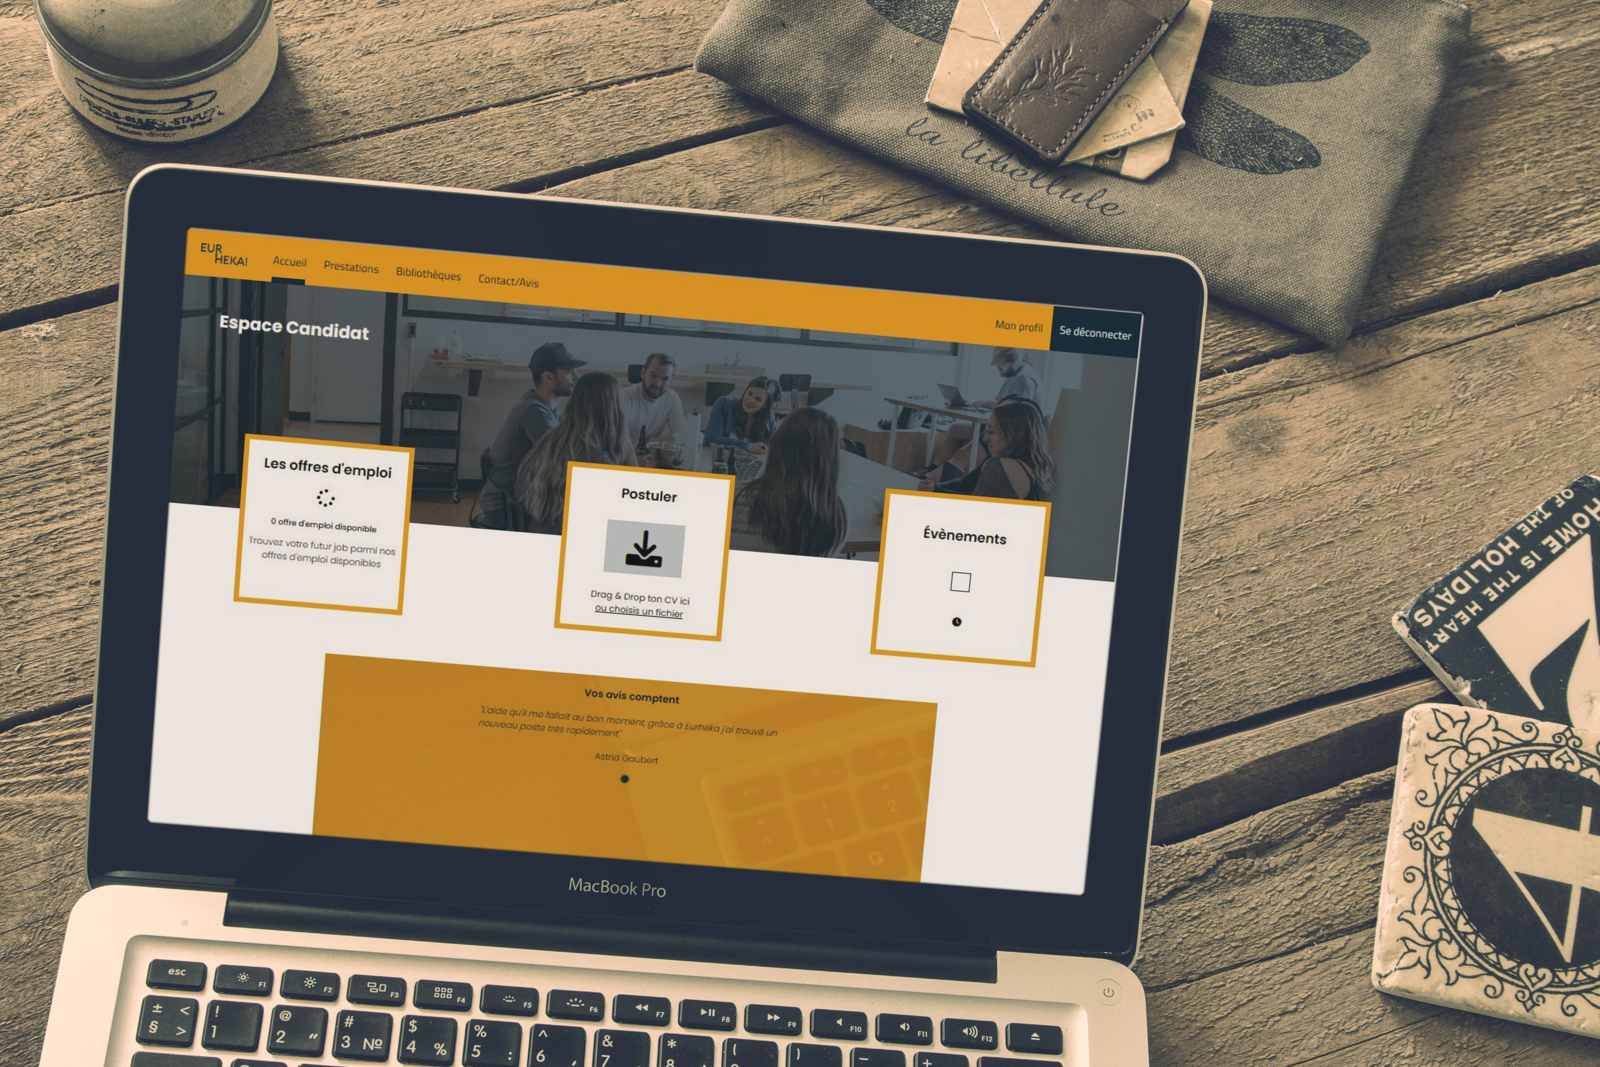 PENCILS-RULERS-STAPLE
la libellule
EUR
HEKA!
Accueil
Prestations
Bibliothèques
Contact/Avis
Mon profil
Se déconnecter
Espace Candidat
Les offres d'emploi
0 offre d'emploi disponible
Trouvez votre futur job parmi nos
offres d'emploi disponibles
Postuler
Drag & Drop ton CV ici
ou choisis un fichier
Évènements
Vos avis comptent
"L'aide qu'il me fallait au bon moment, grâce à Eurheka j'ai trouvé un
nouveau poste très rapidement"
Astrid Gaubert
HOME IS THE HEART
OF THE HOLIDAYS
MacBook Pro
esc F1 F2 F3 F4 F5 F6 F7 F8 F9 F10 F11 F12
± < ! @ # $ % ^ & * ( ) — +
§ > 1 2 " 3 № 4 % 5 : 6 , 7 8